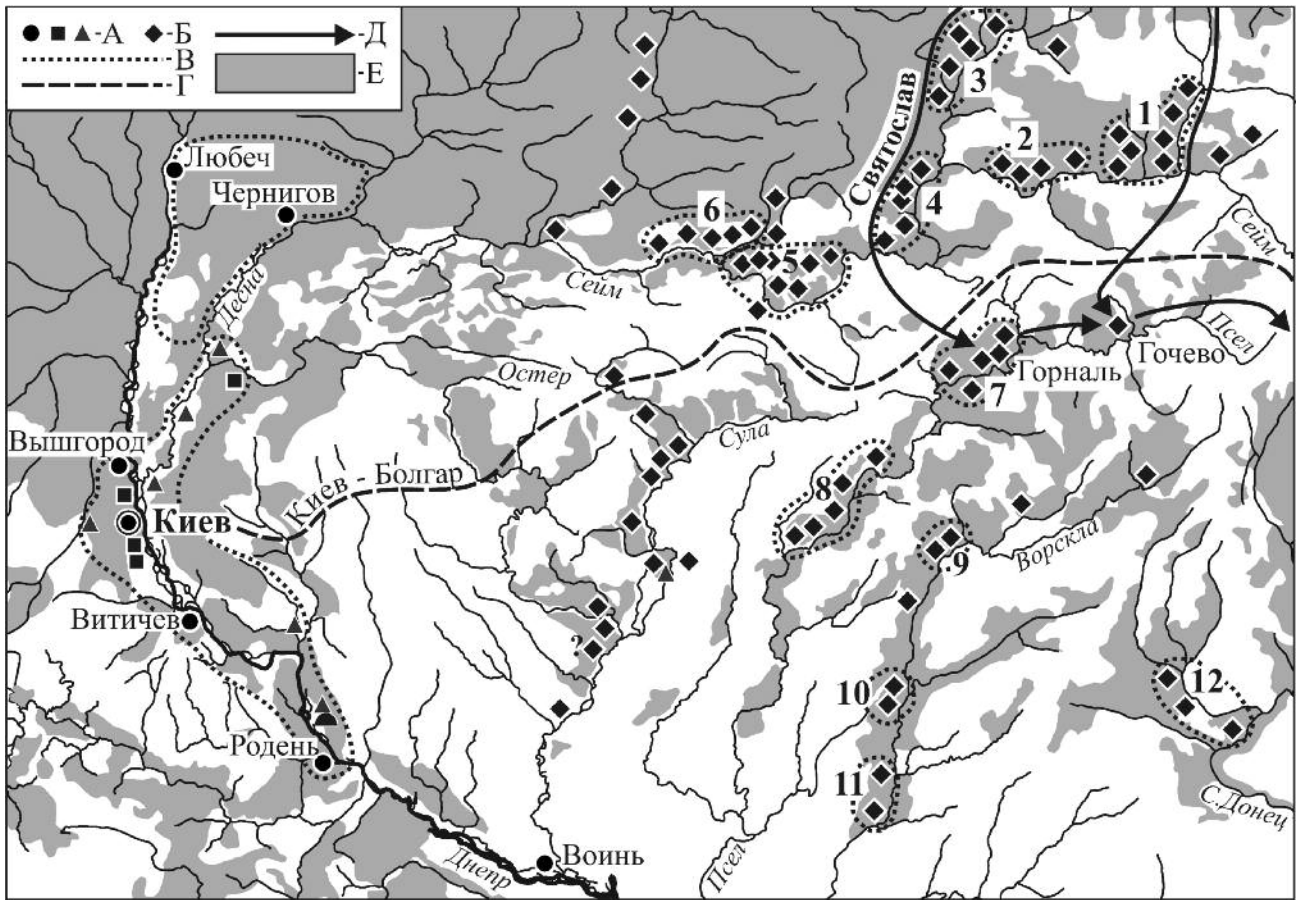 -А -Б -Д
В -Е
Г
Любеч
Чернигов
Десна
Вышгород
Киев
Витичев
Родень
Днепр
Воинь
Киев - Болгар
Остер
Сейм
Сула
Святослав
1
2
3
4
5
6
Сейм
Псел
Гочево
Горналь
7
8
9
Ворскла
?
10
11
12
С.Донец
Псел